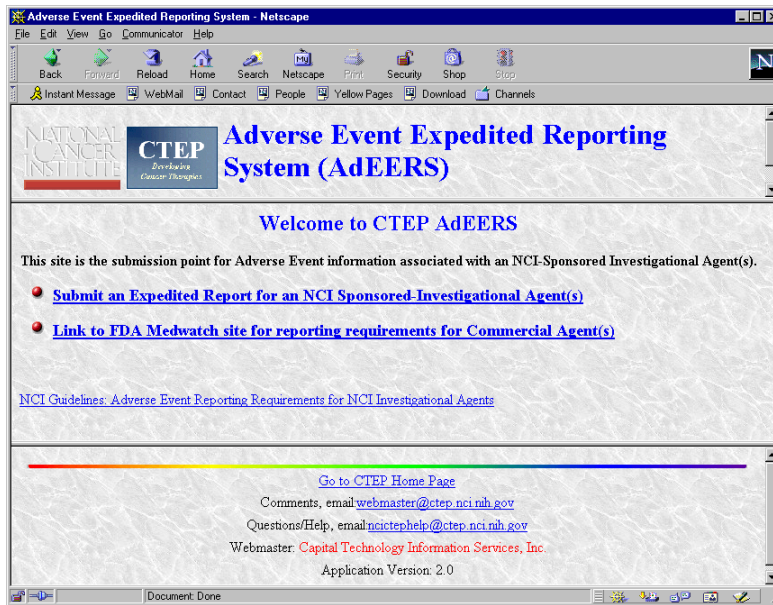 Adverse Event Expedited Reporting System - Netscape
File Edit View Go Communicator Help
Back Forward Reload Home Search Netscape Print Security Shop Stop
N
Instant Message WebMail Contact People Yellow Pages Download Channels
NATIONAL
CANCER
INSTITUTE
CTEP
Developing
Cancer Therapies
Adverse Event Expedited Reporting
System (AdEERS)
Welcome to CTEP AdEERS
This site is the submission point for Adverse Event information associated with an NCI-Sponsored Investigational Agent(s).
Submit an Expedited Report for an NCI Sponsored-Investigational Agent(s)
Link to FDA Medwatch site for reporting requirements for Commercial Agent(s)
NCI Guidelines: Adverse Event Reporting Requirements for NCI Investigational Agents
Go to CTEP Home Page
Comments, email:webmaster@ctep.nci.nih.gov
Questions/Help, email:ncictephelp@ctep.nci.nih.gov
Webmaster: Capital Technology Information Services, Inc.
Application Version: 2.0
Document: Done